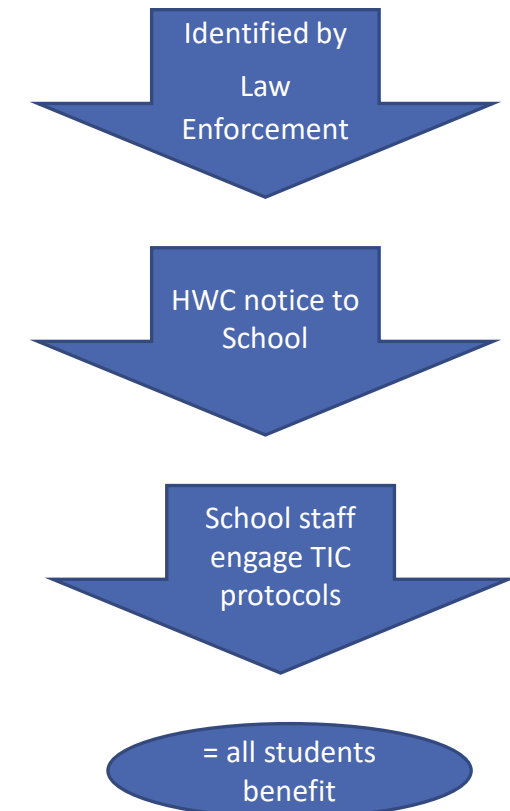 Identified by
Law
Enforcement
HWC notice to
School
School staff
engage TIC
protocols
= all students
benefit